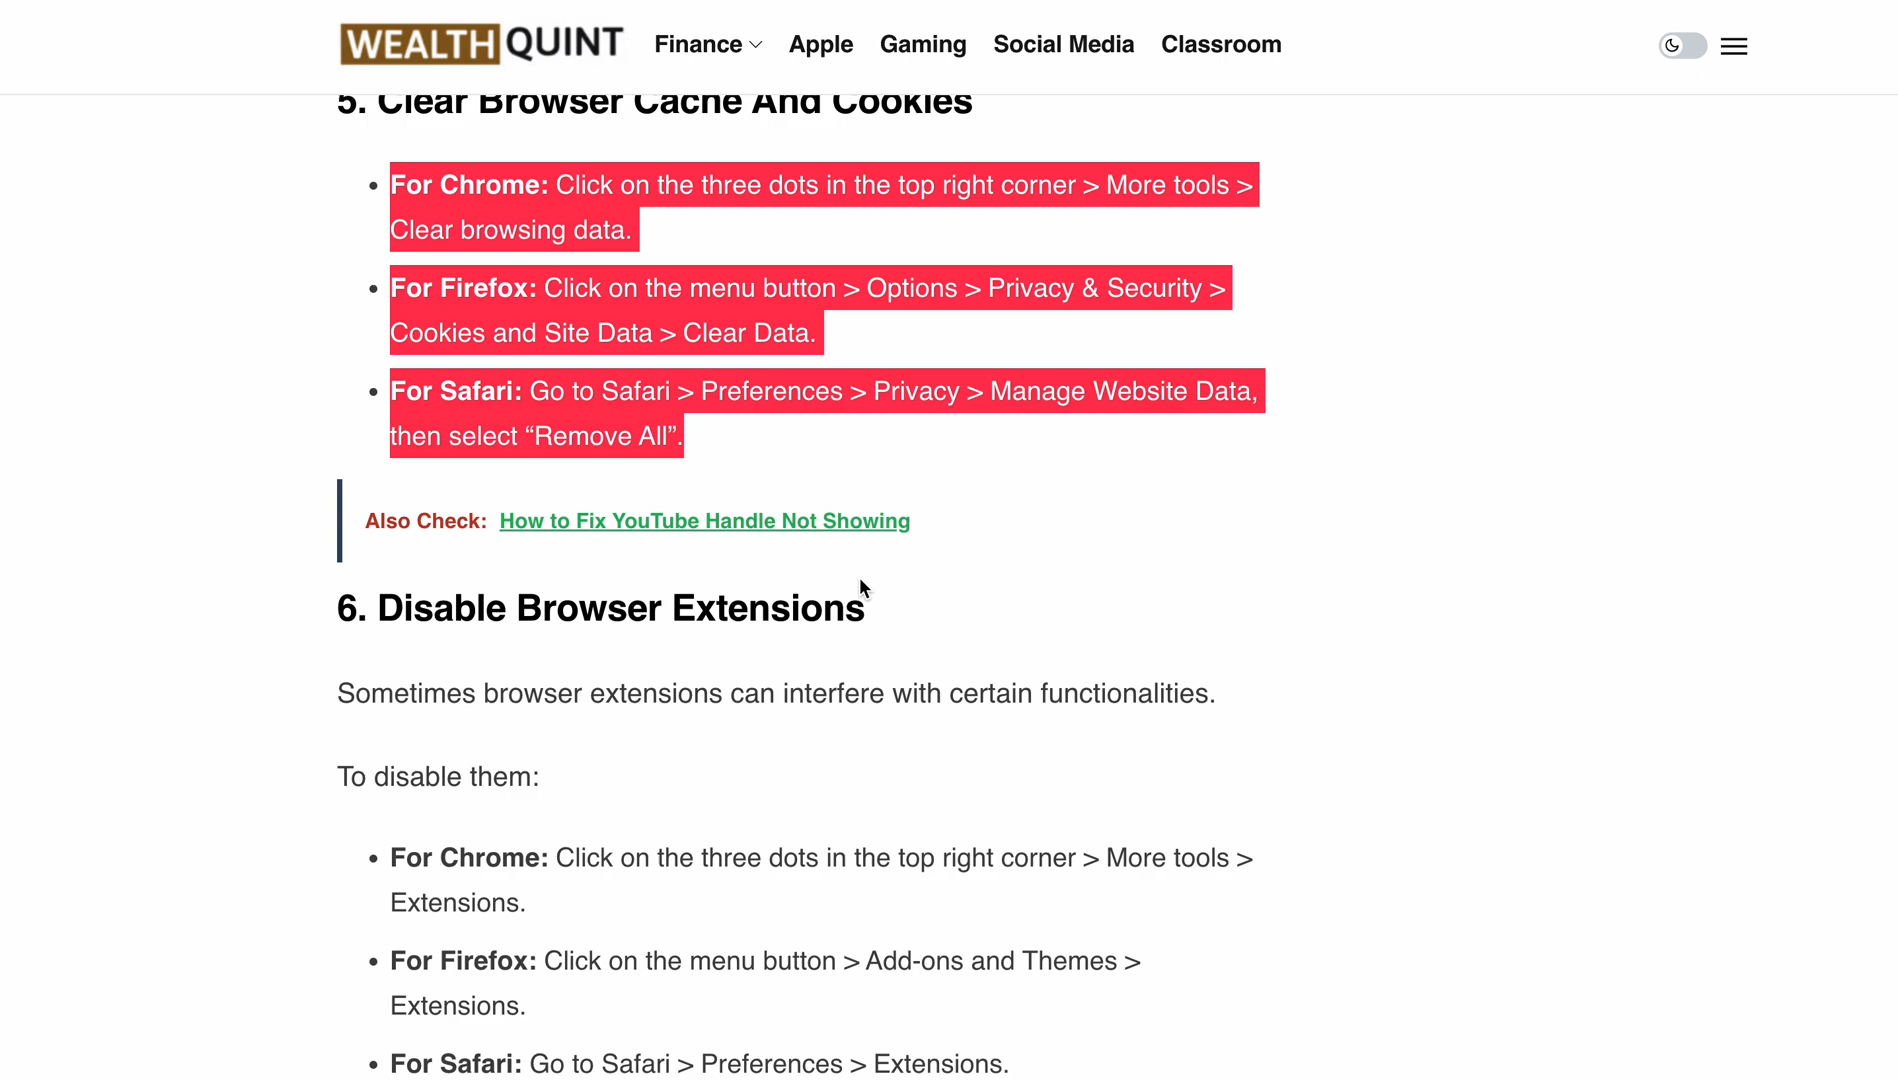 WEALTH QUINT Finance Apple Gaming Social Media Classroom
5. Clear Browser Cache And Cookies
For Chrome: Click on the three dots in the top right corner > More tools >
Clear browsing data.
For Firefox: Click on the menu button > Options > Privacy & Security >
Cookies and Site Data > Clear Data.
For Safari: Go to Safari > Preferences > Privacy > Manage Website Data,
then select “Remove All”.
Also Check: How to Fix YouTube Handle Not Showing
6. Disable Browser Extensions
Sometimes browser extensions can interfere with certain functionalities.
To disable them:
For Chrome: Click on the three dots in the top right corner > More tools >
Extensions.
For Firefox: Click on the menu button > Add-ons and Themes >
Extensions.
For Safari: Go to Safari > Preferences > Extensions.